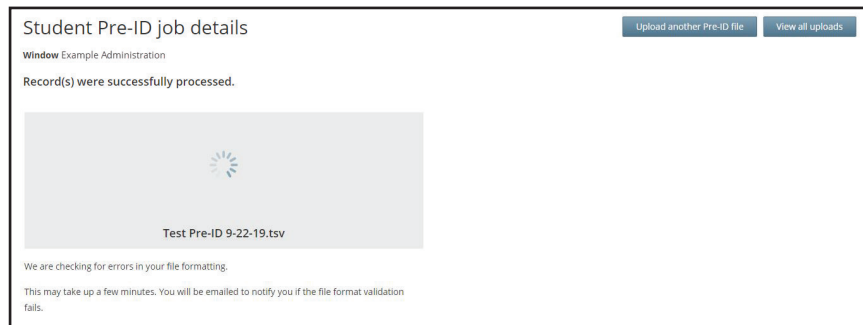 Student Pre-ID job details
Upload another Pre-ID file
View all uploads
Window Example Administration
Record(s) were successfully processed.
Test Pre-ID 9-22-19.tsv
We are checking for errors in your file formatting.
This may take up a few minutes. You will be emailed to notify you if the file format validation
fails.